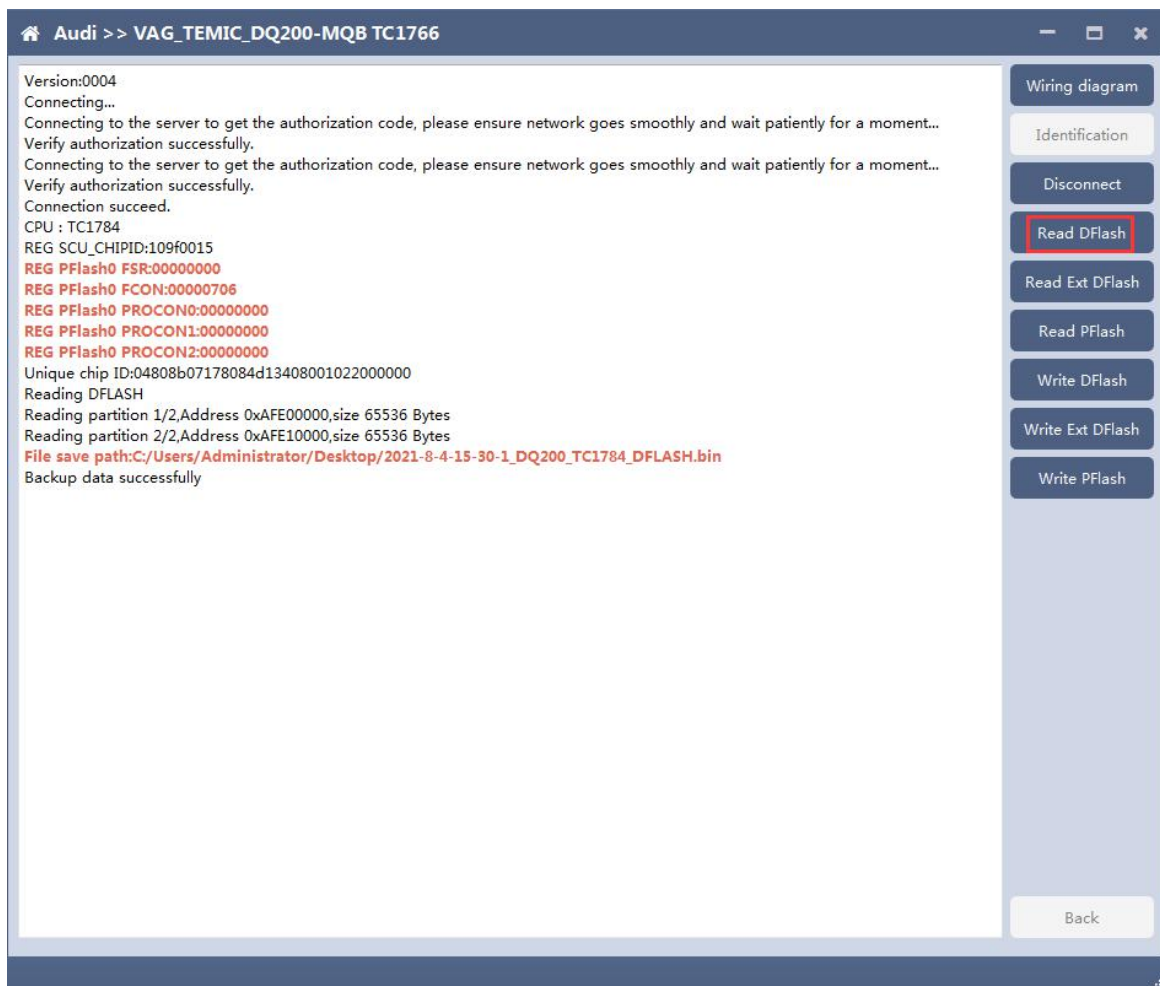 Audi >> VAG_TEMIC_DQ200-MQB TC1766
Version:0004
Connecting...
Connecting to the server to get the authorization code, please ensure network goes smoothly and wait patiently for a moment...
Verify authorization successfully.
Connecting to the server to get the authorization code, please ensure network goes smoothly and wait patiently for a moment...
Verify authorization successfully.
Connection succeed.
CPU : TC1784
REG SCU_CHIPID:109f0015
REG PFlash0 FSR:00000000
REG PFlash0 FCON:00000706
REG PFlash0 PROCON0:00000000
REG PFlash0 PROCON1:00000000
REG PFlash0 PROCON2:00000000
Unique chip ID:04808b07178084d13408001022000000
Reading DFLASH
Reading partition 1/2,Address 0xAFE00000,size 65536 Bytes
Reading partition 2/2,Address 0xAFE10000,size 65536 Bytes
File save path:C:/Users/Administrator/Desktop/2021-8-4-15-30-1_DQ200_TC1784_DFLASH.bin
Backup data successfully
Wiring diagram
Identification
Disconnect
Read DFlash
Read Ext DFlash
Read PFlash
Write DFlash
Write Ext DFlash
Write PFlash
Back